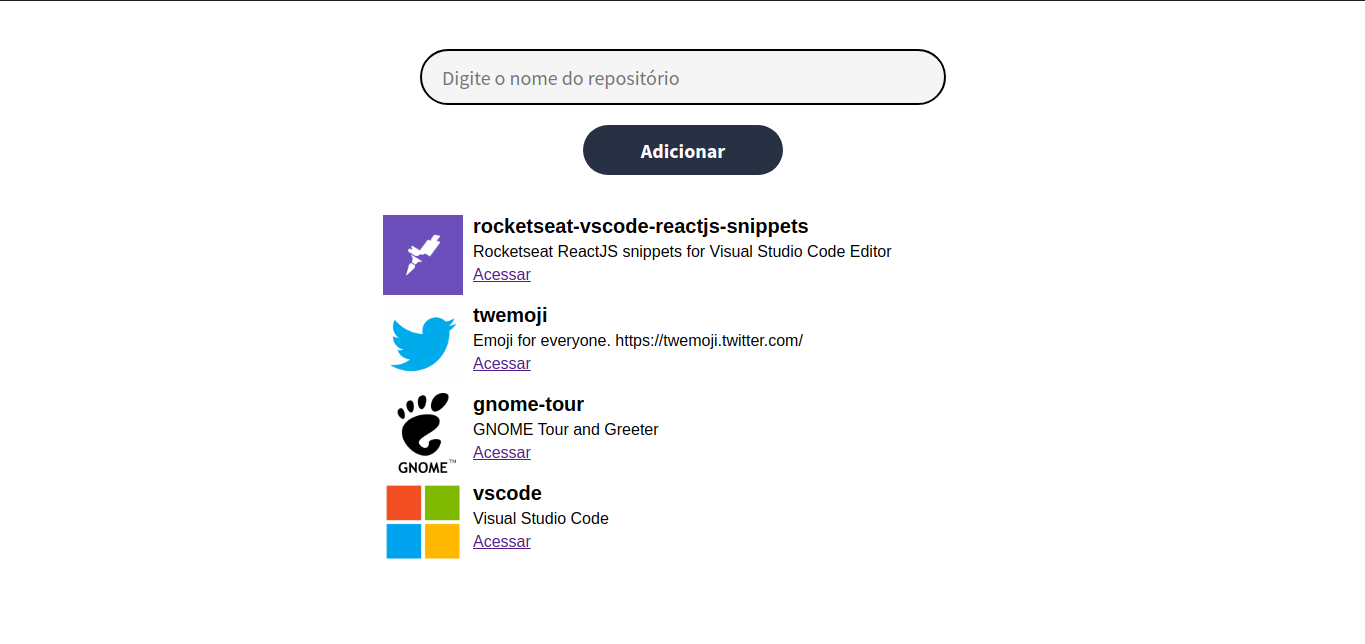 Digite o nome do repositório
Adicionar
rocketseat-vscode-reactjs-snippets
Rocketseat ReactJS snippets for Visual Studio Code Editor
Acessar
twemoji
Emoji for everyone. https://twemoji.twitter.com/
Acessar
GNOME™
gnome-tour
GNOME Tour and Greeter
Acessar
vscode
Visual Studio Code
Acessar